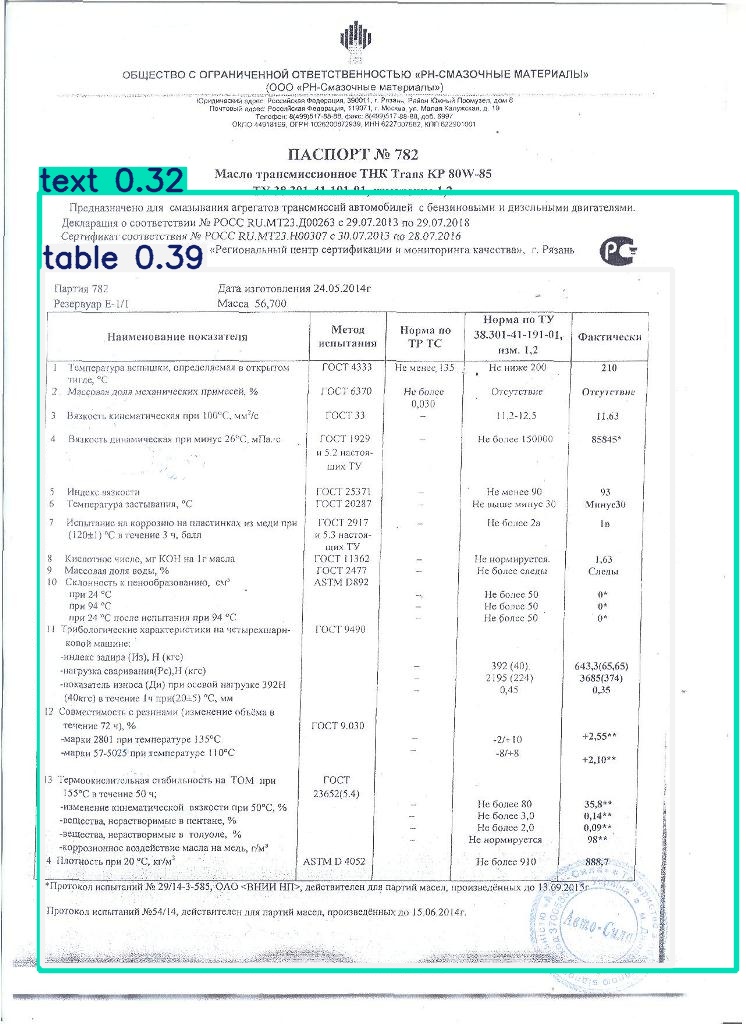 ОБЩЕСТВО С ОГРАНИЧЕННОЙ ОТВЕТСТВЕННОСТЬЮ «РН-СМАЗОЧНЫЕ МАТЕРИАЛЫ»
(ООО «РН-Смазочные материалы»)
Юридический адрес: Российская Федерация, 390011, г. Рязань, Район Южный Промузел, дом 8
Почтовый адрес: Российская Федерация, 119071, г. Москва, ул. Малая Калужская, д. 19
Телефон: 8(499)517-88-88, факс: 8(499)517-88-88, доб. 6997
ОКПО 44918199, ОГРН 1026200872939, ИНН 6227007682,
ПАСПОРТ № 782
Масло трансмиссионное ТНК Trans КР 80W-85
text 0.32
Предназначено для смазывания агрегатов трансмиссий автомобилей с бензиновыми и дизельными двигателями.
Декларация о соответствии № РОСС RU.МТ23.Д00263 с 29.07.2013 по 29.07.2018
Сертификат соответствия № РОСС RU.МТ23.Н00307 с 30.07.2013 по 28.07.2016
table 0.39 «Региональный центр сертификации и мониторинга качества», г. Рязань
Партия 782 Дата изготовления 24.05.2014г
Резервуар Е-1/1 Масса 56,700
Наименование показателя Метод испытания Норма по ТР ТС Норма по ТУ 38.301-41-191-01, изм. 1,2 Фактически
1 Температура вспышки, определяемая в открытом ГОСТ 4333 Не менее 135 Не ниже 200 210
тигле, °С
2 Массовая доля механических примесей, % ГОСТ 6370 Не более Отсутствие Отсутствие
0,030
3 Вязкость кинематическая при 100°С, мм²/с ГОСТ 33 – 11,2-12,5 11,63
4 Вязкость динамическая при минус 26°С, мПа·с ГОСТ 1929 – Не более 150000 85845*
и 5.2 настоя-
щих ТУ
5 Индекс вязкости ГОСТ 25371 – Не менее 90 93
6 Температура застывания, °С ГОСТ 20287 – Не выше минус 30 Минус30
7 Испытание на коррозию на пластинках из меди при ГОСТ 2917 – Не более 2а 1в
(120±1) °С в течение 3 ч, балл и 5.3 настоя-
щих ТУ
8 Кислотное число, мг КОН на 1г масла ГОСТ 11362 – Не нормируется. 1,63
9 Массовая доля воды, % ГОСТ 2477 – Не более следы Следы
10 Склонность к пенообразованию, см³ ASTM D892
при 24 °С – Не более 50 0*
при 94 °С – Не более 50 0*
при 24 °С после испытания при 94 °С – Не более 50 0*
11 Трибологические характеристики на четырехшари- ГОСТ 9490
ковой машине:
-индекс задира (Из), Н (кгс) – 392 (40) 643,3(65,65)
-нагрузка сваривания(Рс),Н (кгс) – 2195 (224) 3685(374)
-показатель износа (Ди) при осевой нагрузке 392Н – 0,45 0,35
(40кгс) в течение 1ч при(20±5) °С, мм
12 Совместимость с резинами (изменение объёма в
течение 72 ч), % ГОСТ 9.030
-марки 2801 при температуре 135°С – -2/+10 +2,55**
-марки 57-5025 при температуре 110°С – -8/+8 +2,10**
13 Термоокислительная стабильность на ТОМ при ГОСТ
155°С в течение 50 ч; 23652(5.4)
-изменение кинематической вязкости при 50°С, % – Не более 80 35,8**
-вещества, нерастворимые в пентане, % – Не более 3,0 0,14**
-вещества, нерастворимые в толуоле, % – Не более 2,0 0,09**
-коррозионное воздействие масла на медь, г/м³ – Не нормируется 98**
4 Плотность при 20 °С, кг/м³ ASTM D 4052 Не более 910 888,7
*Протокол испытаний № 29/14-3-585, ОАО <ВНИИ НП>, действителен для партий масел, произведённых до 13.09.2015г
Протокол испытаний №54/14, действителен для партий масел, произведённых до 15.06.2014г.
Авто-Сила